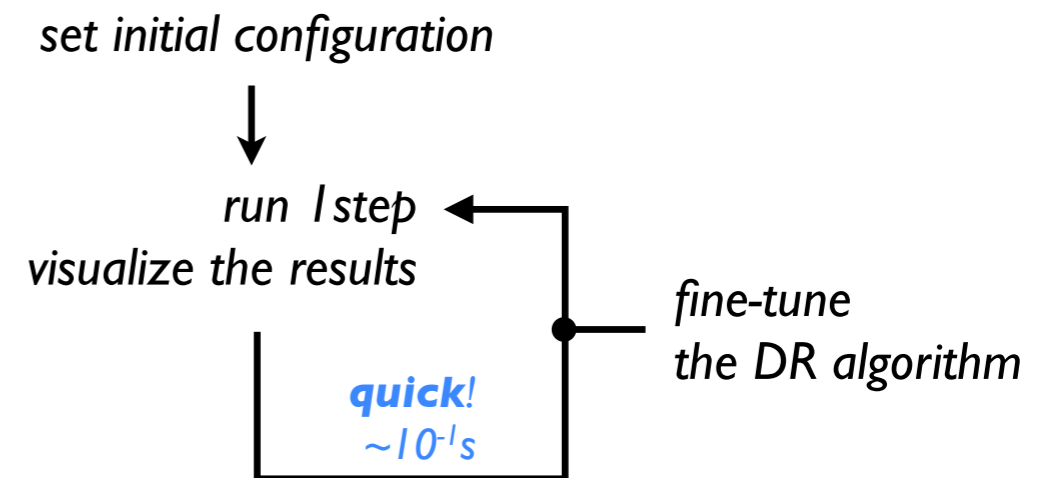 set initial configuration
run 1step
visualize the results
fine-tune
the DR algorithm
quick!
~10⁻¹s